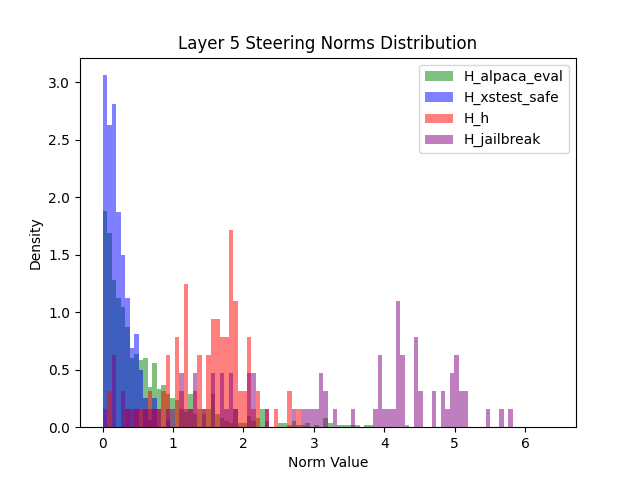 Layer 5 Steering Norms Distribution
H_alpaca_eval
H_xstest_safe
H_h
H_jailbreak
Density
3.0
2.5
2.0
1.5
1.0
0.5
0.0
0 1 2 3 4 5 6
Norm Value